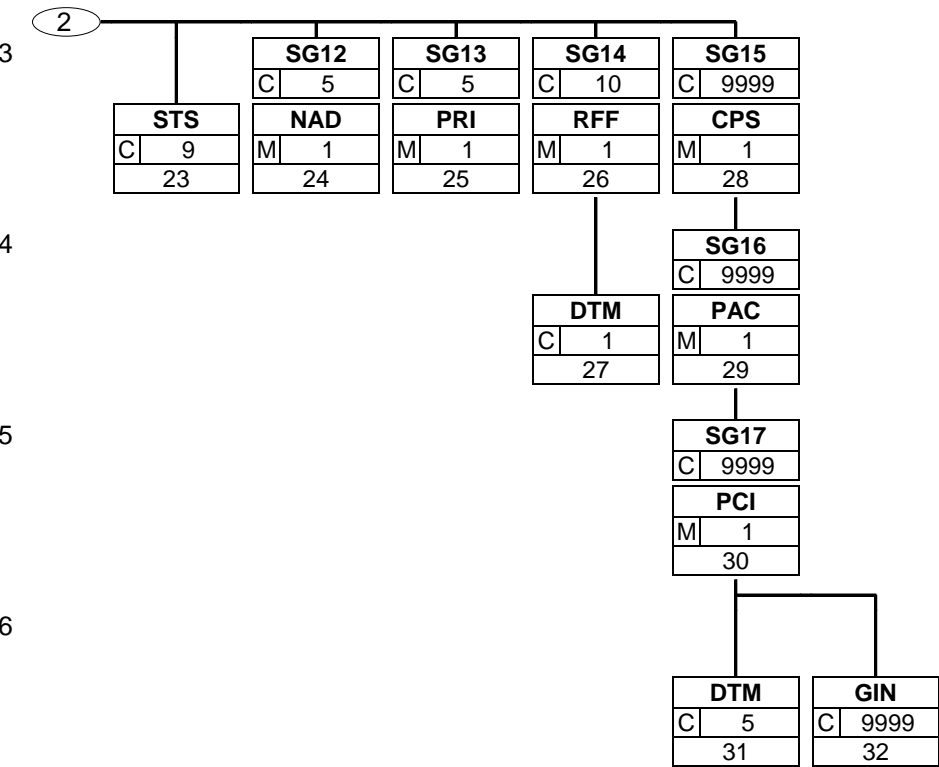 2
3
SG12 SG13 SG14 SG15
C 5 C 5 C 10 C 9999
STS NAD PRI RFF CPS
C 9 M 1 M 1 M 1 M 1
23 24 25 26 28
4
SG16
C 9999
DTM PAC
C 1 M 1
27 29
5
SG17
C 9999
PCI
M 1
30
6
DTM GIN
C 5 C 9999
31 32